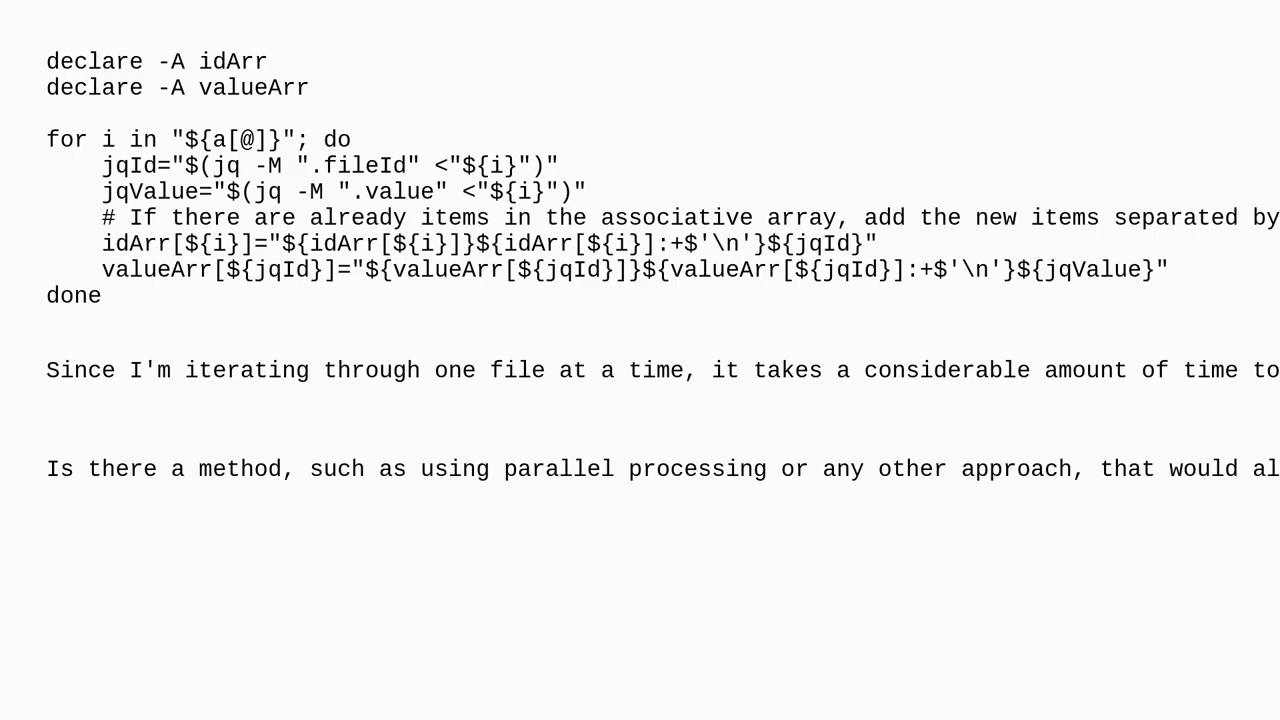 declare -A idArr
declare -A valueArr
for i in "${a[@]}"; do
    jqId="$(jq -M ".fileId" <"${i}")"
    jqValue="$(jq -M ".value" <"${i}")"
    # If there are already items in the associative array, add the new items separated by
    idArr[${i}]="${idArr[${i}]}${idArr[${i}]:+$'\n'}${jqId}"
    valueArr[${jqId}]="${valueArr[${jqId}]}${valueArr[${jqId}]:+$'\n'}${jqValue}"
done
Since I'm iterating through one file at a time, it takes a considerable amount of time to
Is there a method, such as using parallel processing or any other approach, that would al